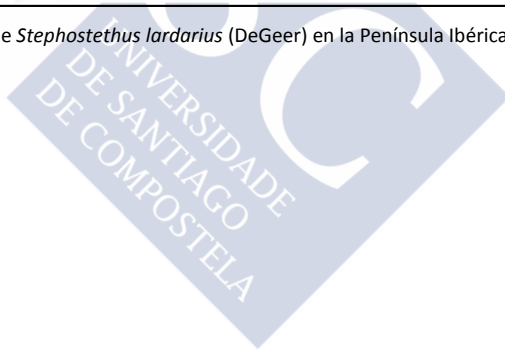 e Stephostethus lardarius (DeGeer) en la Península Ibérica
UNIVERSIDADE
DE SANTIAGO
DE COMPOSTELA